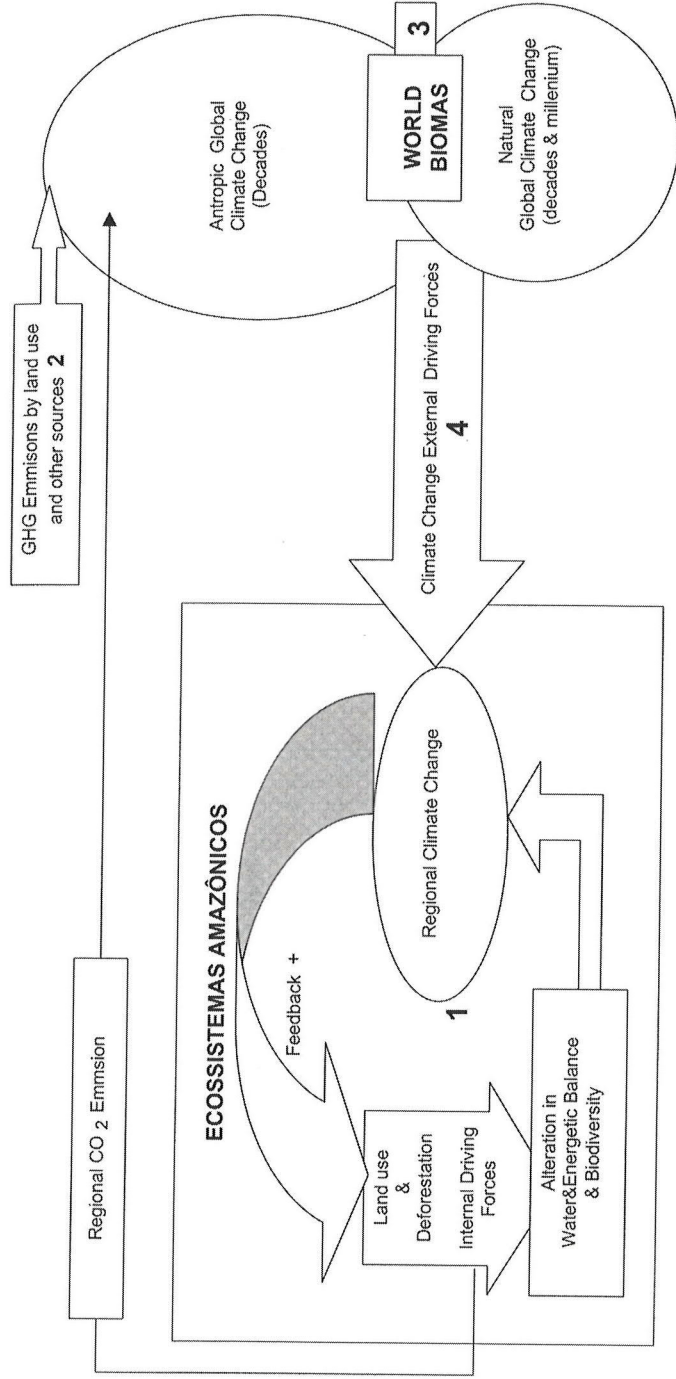 GHG Emmisons by land use
and other sources 2
Regional CO 2 Emmsion
Antropic Global
Climate Change
(Decades)
WORLD
BIOMAS
3
Natural
Global Climate Change
(decades & millenium)
Climate Change External Driving Forces
4
ECOSSISTEMAS AMAZÔNICOS
Feedback +
Regional Climate Change
1
Land use
&
Deforestation
Internal Driving
Forces
Alteration in
Water&Energetic Balance
& Biodiversity